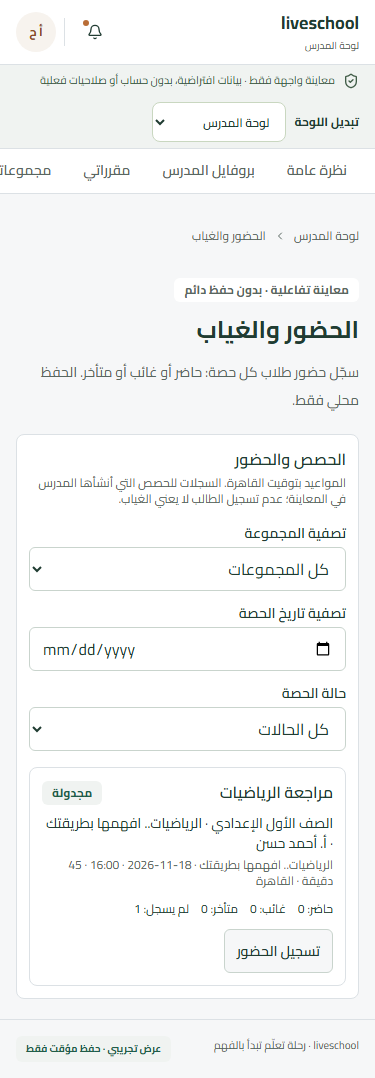 liveschool
لوحة المدرس
أ ج
معاينة واجهة فقط · بيانات افتراضية، بدون حساب أو صلاحيات فعلية
تبديل اللوحة
لوحة المدرس
نظرة عامة
بروفايل المدرس
مقرراتي
مجموعات
لوحة المدرس
الحضور والغياب
معاينة تفاعلية · بدون حفظ دائم
الحضور والغياب
سجّل حضور طلاب كل حصة: حاضر أو غائب أو متأخر. الحفظ
محلي فقط.
الحصص والحضور
المواعيد بتوقيت القاهرة. السجلات للحصص التي أنشأها المدرس
في المعاينة؛ عدم تسجيل الطالب لا يعني الغياب.
تصفية المجموعة
كل المجموعات
تصفية تاريخ الحصة
mm/dd/yyyy
حالة الحصة
كل الحالات
مراجعة الرياضيات
مجدولة
الصف الأول الإعدادي · الرياضيات.. افهمها بطريقتك
· أ. أحمد حسن
الرياضيات.. افهمها بطريقتك · 18-11-2026 · 16:00 · 45
دقيقة · القاهرة
حاضر: 0 غائب: 0 متأخر: 0 لم يسجل: 1
تسجيل الحضور
liveschool · رحلة تعلّم تبدأ بالفهم
عرض تجريبي · حفظ مؤقت فقط